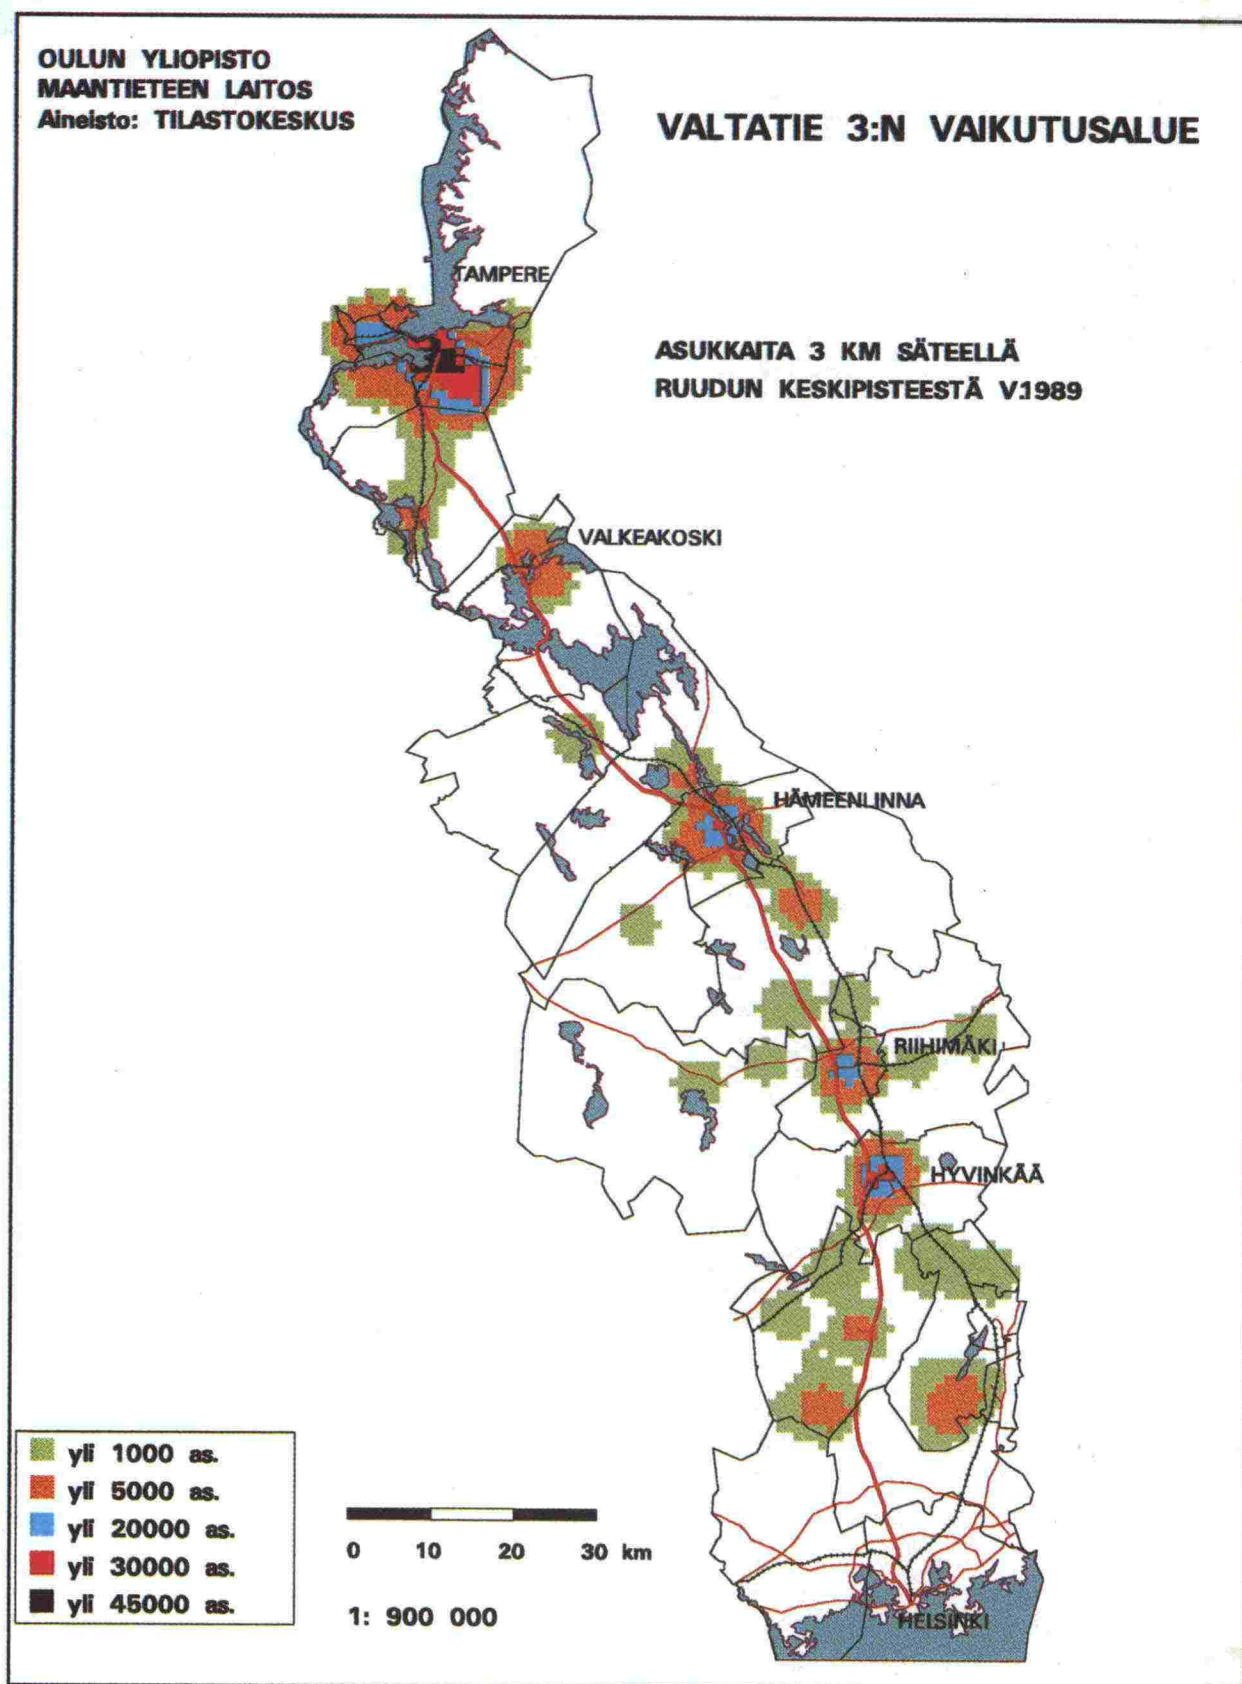 OULUN YLIOPISTO
MAANTIETEEN LAITOS
Aineisto: TILASTOKESKUS
VALTATIE 3:N VAIKUTUSALUE
TAMPERE
ASUKKAITA 3 KM SÄTEELLÄ
RUUDUN KESKIPISTEESTÄ V.1989
VALKEAKOSKI
HÄMEENLINNA
RIIHIMÄKI
HYVINKÄÄ
yli 1000 as.
yli 5000 as.
yli 20000 as.
yli 30000 as.
yli 45000 as.
0 10 20 30 km
1: 900 000
HELSINKI